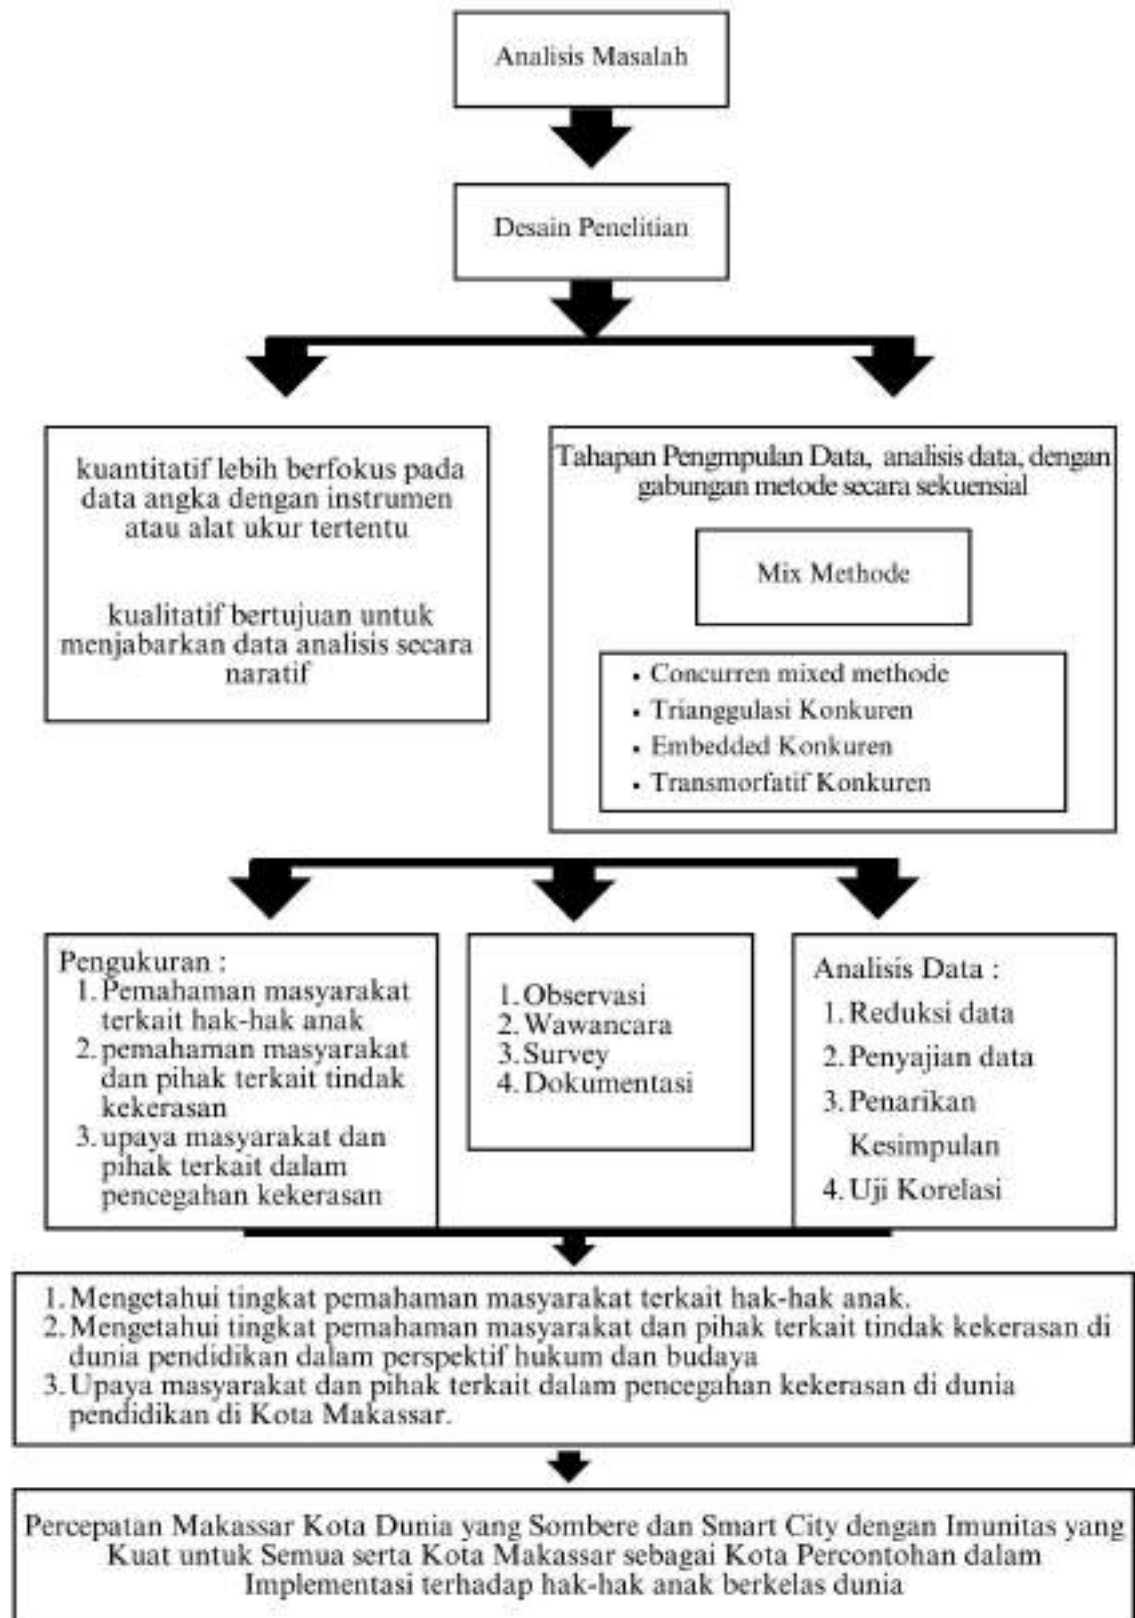 Analisis Masalah
Desain Penelitian
kuantitatif lebih berfokus pada
data angka dengan instrumen
atau alat ukur tertentu
kualitatif bertujuan untuk
menjabarkan data analisis secara
naratif
Tahapan Pengmpulan Data, analisis data, dengan
gabungan metode secara sekuensial
Mix Methode
• Concurren mixed methode
• Trianggulasi Konkuren
• Embedded Konkuren
• Transmorfatif Konkuren
Pengukuran :
1. Pemahaman masyarakat
terkait hak-hak anak
2. pemahaman masyarakat
dan pihak terkait tindak
kekerasan
3. upaya masyarakat dan
pihak terkait dalam
pencegahan kekerasan
1. Observasi
2. Wawancara
3. Survey
4. Dokumentasi
Analisis Data :
1. Reduksi data
2. Penyajian data
3. Penarikan
Kesimpulan
4. Uji Korelasi
1. Mengetahui tingkat pemahaman masyarakat terkait hak-hak anak.
2. Mengetahui tingkat pemahaman masyarakat dan pihak terkait tindak kekerasan di
dunia pendidikan dalam perspektif hukum dan budaya
3. Upaya masyarakat dan pihak terkait dalam pencegahan kekerasan di dunia
pendidikan di Kota Makassar.
Percepatan Makassar Kota Dunia yang Sombere dan Smart City dengan Imunitas yang
Kuat untuk Semua serta Kota Makassar sebagai Kota Percontohan dalam
Implementasi terhadap hak-hak anak berkelas dunia